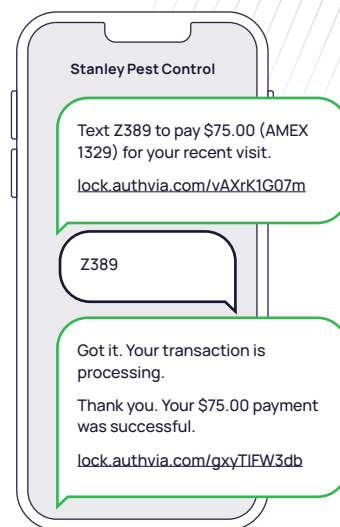 Stanley Pest Control
Text Z389 to pay $75.00 (AMEX
1329) for your recent visit.
lock.authvia.com/vAXrK1G07m
Z389
Got it. Your transaction is
processing.
Thank you. Your $75.00 payment
was successful.
lock.authvia.com/gxyTlFW3db